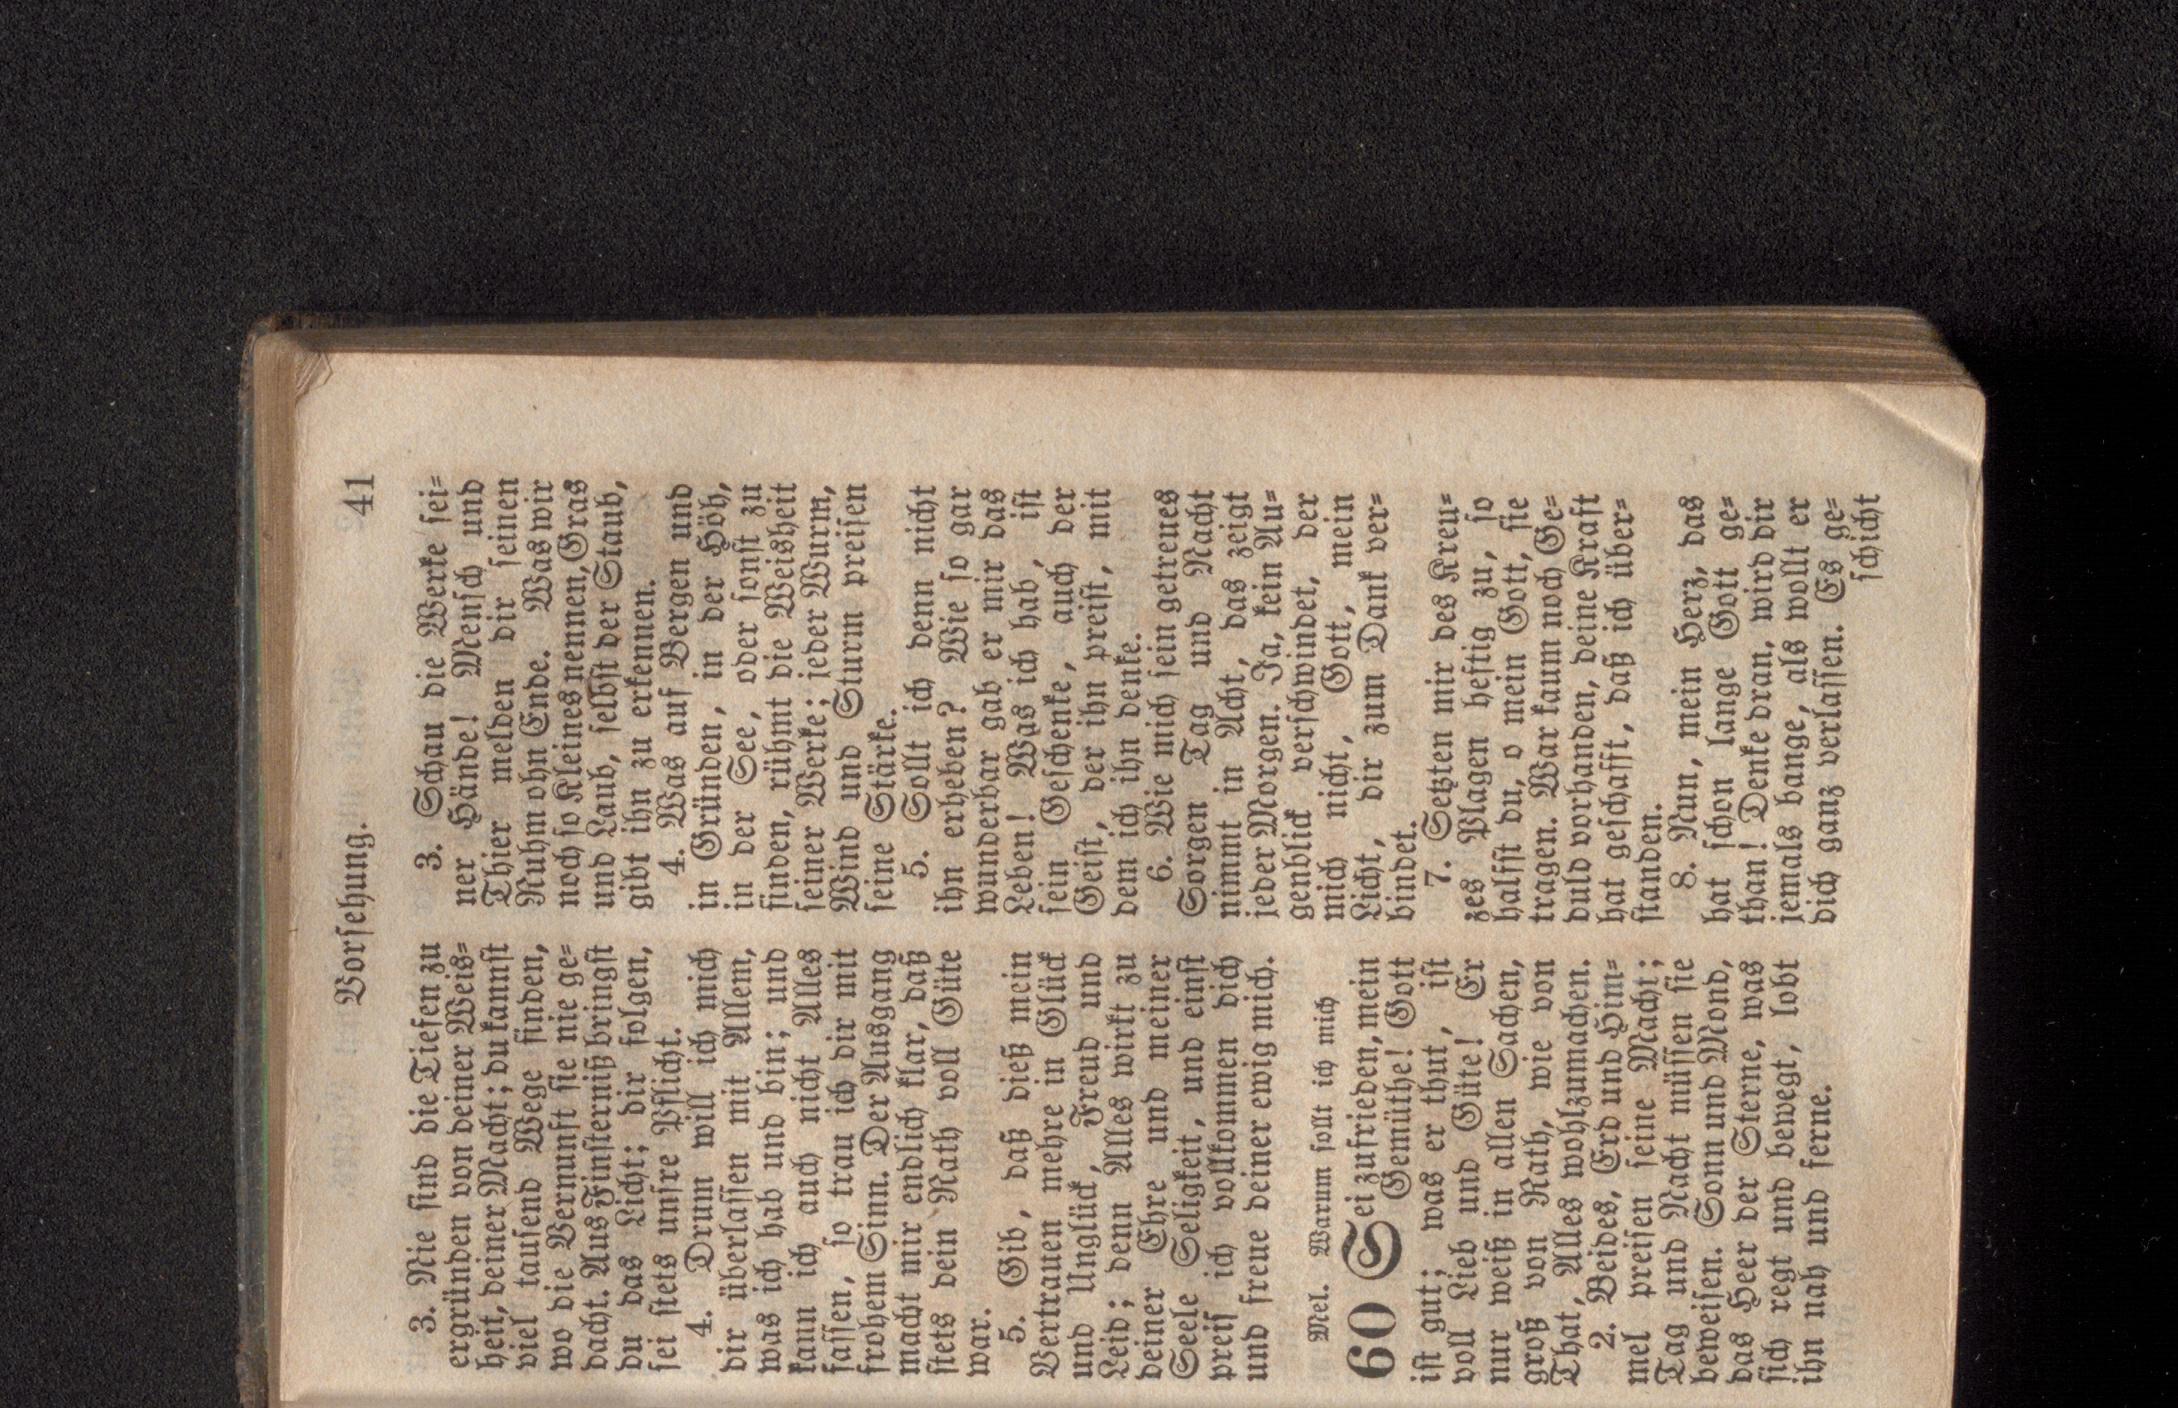 Vorsehung. 41
3. Nie sind die Tiefen zu
ergründen von deiner Weis=
heit, deiner Macht; du kannst
viel tausend Wege finden,
wo die Vernunft sie nie ge=
dacht. Aus Finsterniß bringst
du das Licht; dir folgen,
sei stets unsre Pflicht.
4. Drum will ich mich
dir überlassen mit Allem,
was ich hab und bin; und
kann ich auch nicht Alles
fassen, so trau ich dir mit
frohem Sinn. Der Ausgang
macht mir endlich klar, daß
stets dein Rath voll Güte
war.
5. Gib, daß dieß mein
Vertrauen mehre in Glück
und Unglück, Freud und
Leid; denn Alles wirkt zu
deiner Ehre und meiner
Seele Seligkeit, und einst
preis ich vollkommen dich
und freue deiner ewig mich.
Mel. Warum sollt ich mich
60 Sei zufrieden, mein
Gemüthe! Gott
ist gut; was er thut, ist
voll Lieb und Güte! Er
nur weiß in allen Sachen,
groß von Rath, wie von
That, Alles wohlzumachen.
2. Beides, Erd und Him=
mel preisen seine Macht;
Tag und Nacht müssen sie
beweisen. Sonn und Mond,
das Heer der Sterne, was
sich regt und bewegt, lobt
ihn nah und ferne.
3. Schau die Werke sei=
ner Hände! Mensch und
Thier melden dir seinen
Ruhm ohn Ende. Was wir
noch so Kleines nennen, Gras
und Laub, selbst der Staub,
gibt ihn zu erkennen.
4. Was auf Bergen und
in Gründen, in der Höh,
in der See, oder sonst zu
finden, rühmt die Weisheit
seiner Werke; jeder Wurm,
Wind und Sturm preisen
seine Stärke.
5. Sollt ich denn nicht
ihn erheben? Wie so gar
wunderbar gab er mir das
Leben! Was ich hab, ist
sein Geschenke, auch der
Geist, der ihn preist, mit
dem ich ihn denke.
6. Wie mich sein getreues
Sorgen Tag und Nacht
nimmt in Acht, das zeigt
jeder Morgen. Ja, kein Au=
genblick verschwindet, der
mich nicht, Gott, mein
Licht, dir zum Dank ver=
bindet.
7. Setzten mir des Kreu=
zes Plagen heftig zu, so
halfst du, o mein Gott, sie
tragen. War kaum noch Ge=
duld vorhanden, deine Kraft
hat geschafft, daß ich über=
standen.
8. Nun, mein Herz, das
hat schon lange Gott ge=
than! Denke dran, wird dir
jemals bange, als wollt er
dich ganz verlassen. Es ge=
schicht